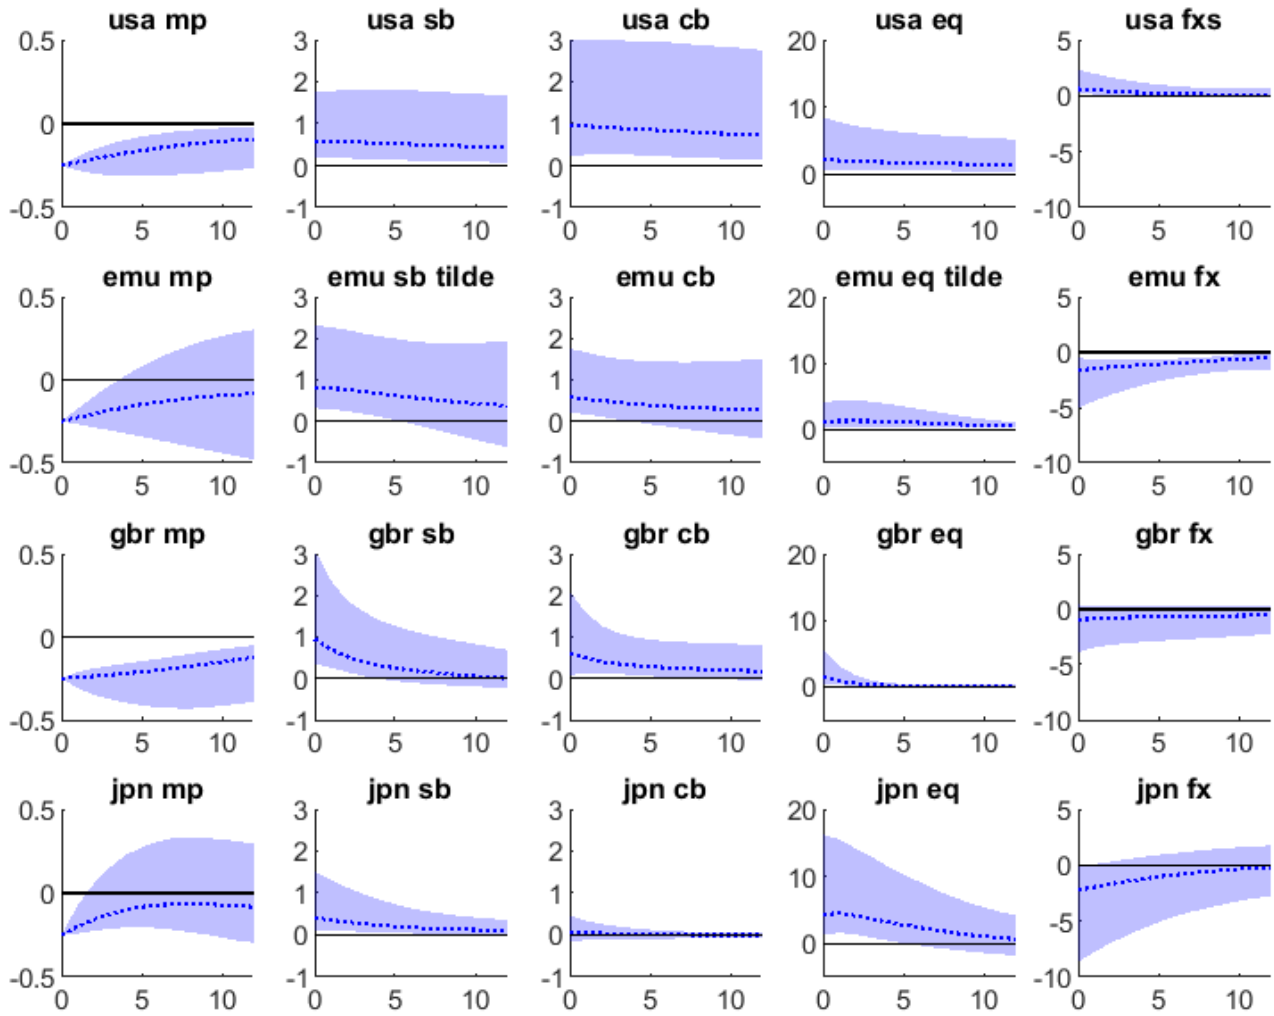 usa mp usa sb usa cb usa eq usa fxs
0.5 3 3 20 5
2 2 0
0 1 1 10
0 0 0 -5
-0.5 -1 -1 -10
0 5 10 0 5 10 0 5 10 0 5 10 0 5 10
emu mp emu sb tilde emu cb emu eq tilde emu fx
0.5 3 3 20 5
2 2 0
0 1 1 10
0 0 0 -5
-0.5 -1 -1 -10
0 5 10 0 5 10 0 5 10 0 5 10 0 5 10
gbr mp gbr sb gbr cb gbr eq gbr fx
0.5 3 3 20 5
2 2 0
0 1 1 10
0 0 0 -5
-0.5 -1 -1 -10
0 5 10 0 5 10 0 5 10 0 5 10 0 5 10
jpn mp jpn sb jpn cb jpn eq jpn fx
0.5 3 3 20 5
2 2 0
0 1 1 10
0 0 0 -5
-0.5 -1 -1 -10
0 5 10 0 5 10 0 5 10 0 5 10 0 5 10